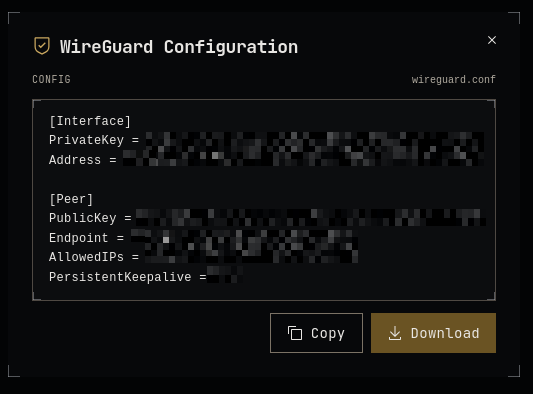 WireGuard Configuration
CONFIG
wireguard.conf
[Interface]
PrivateKey =
Address =
[Peer]
PublicKey =
Endpoint =
AllowedIPs =
PersistentKeepalive =
Copy
Download